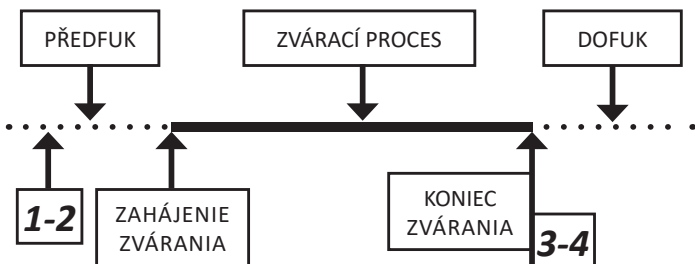 PŘEDFUK
ZVÁRACÍ PROCES
DOFUK
1-2
ZAHÁJENIE
ZVÁRANIA
KONIEC
ZVÁRANIA
3-4